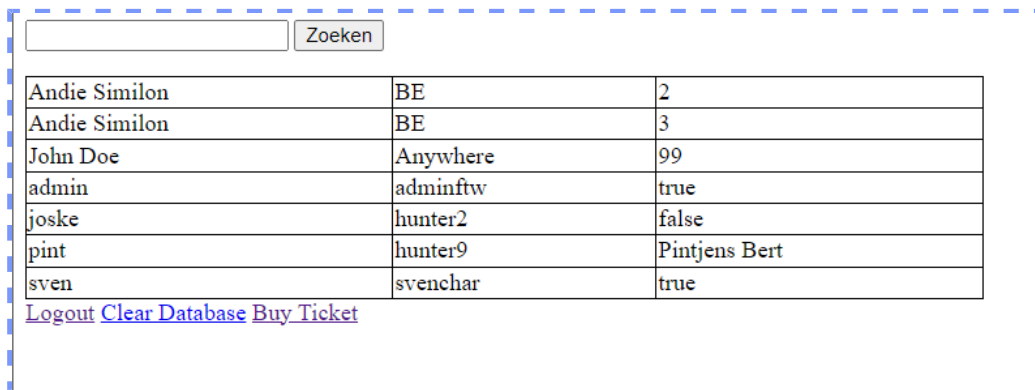 Zoeken
Andie Similon BE 2
Andie Similon BE 3
John Doe Anywhere 99
admin adminftw true
joske hunter2 false
pint hunter9 Pintjens Bert
sven svenchar true
Logout Clear Database Buy Ticket